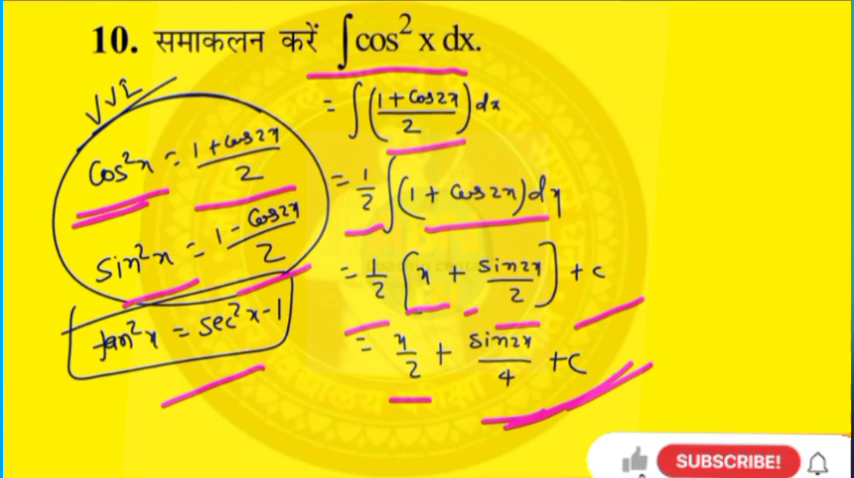 10. समाकलन करें ∫cos² x dx.
= ∫(1+cos2x/2)dx
cos²x = 1+cos2x/2
= 1/2 ∫(1+cos2x)dx
sin²x = 1-cos2x/2
= 1/2 [x + sin2x/2] + c
tan²x = sec²x-1
= x/2 + sin2x/4 + c
SUBSCRIBE!